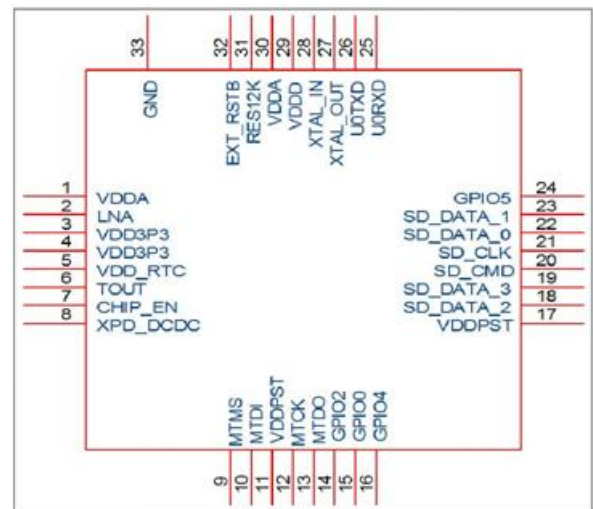 33
32
31
30
29
28
27
26
25
GND
EXT_RSTB
RES12K
VDDA
VDDD
XTAL_IN
XTAL_OUT
U0TXD
U0RXD
1 VDDA
2 LNA
3 VDD3P3
4 VDD3P3
5 VDD_RTC
6 TOUT
7 CHIP_EN
8 XPD_DCDC
GPIO5 24
SD_DATA_1 23
SD_DATA_0 22
SD_CLK 21
SD_CMD 20
SD_DATA_3 19
SD_DATA_2 18
VDDPST 17
MTMS
MTDI
VDDPST
MTCK
MTDO
GPIO2
GPIO0
GPIO4
9
10
11
12
13
14
15
16